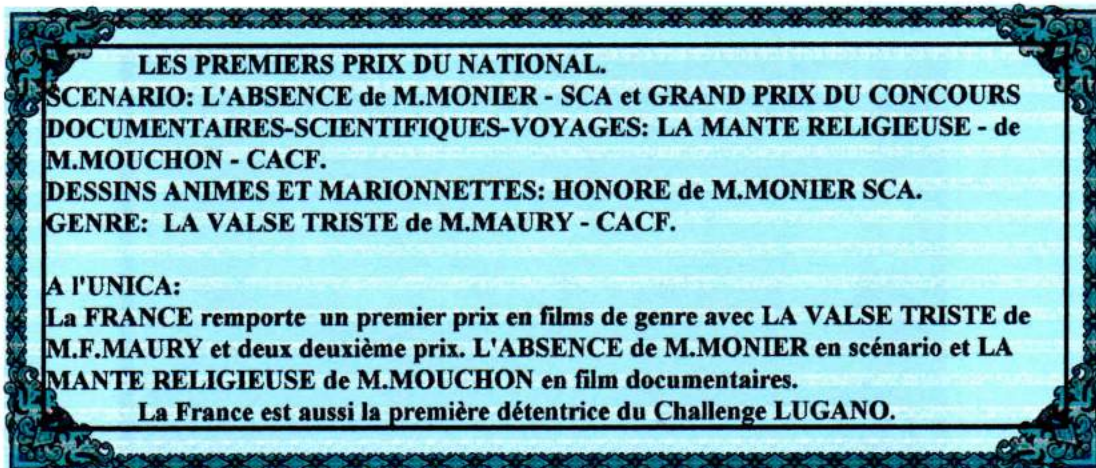 LES PREMIERS PRIX DU NATIONAL.
SCENARIO: L'ABSENCE de M.MONIER - SCA et GRAND PRIX DU CONCOURS
DOCUMENTAIRES-SCIENTIFIQUES-VOYAGES: LA MANTE RELIGIEUSE - de
M.MOUCHON - CACF.
DESSINS ANIMES ET MARIONNETTES: HONORE de M.MONIER SCA.
GENRE: LA VALSE TRISTE de M.MAURY - CACF.
A l'UNICA:
La FRANCE remporte un premier prix en films de genre avec LA VALSE TRISTE de
M.F.MAURY et deux deuxième prix. L'ABSENCE de M.MONIER en scénario et LA
MANTE RELIGIEUSE de M.MOUCHON en film documentaires.
La France est aussi la première détentrice du Challenge LUGANO.